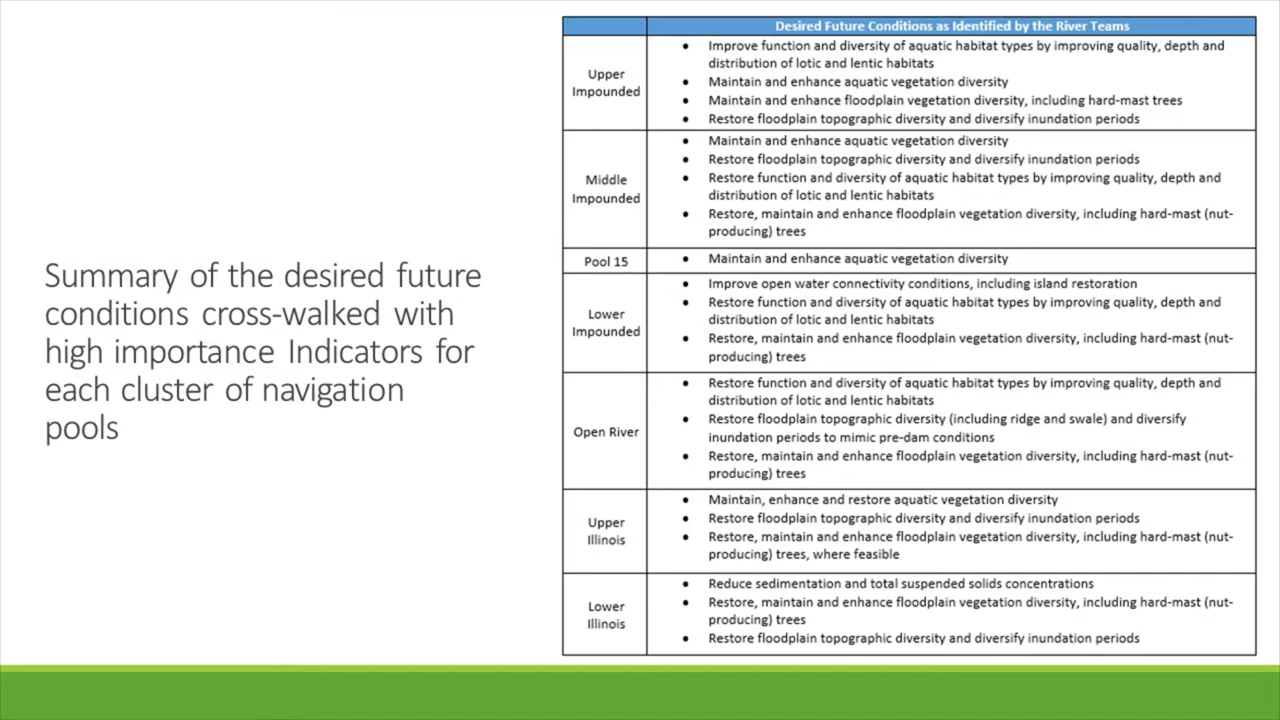 Summary of the desired future
conditions cross-walked with
high importance Indicators for
each cluster of navigation
pools
Desired Future Conditions as Identified by the River Teams
Upper
Impounded
• Improve function and diversity of aquatic habitat types by improving quality, depth and
distribution of lotic and lentic habitats
• Maintain and enhance aquatic vegetation diversity
• Maintain and enhance floodplain vegetation diversity, including hard-mast trees
• Restore floodplain topographic diversity and diversify inundation periods
Middle
Impounded
• Maintain and enhance aquatic vegetation diversity
• Restore floodplain topographic diversity and diversify inundation periods
• Restore function and diversity of aquatic habitat types by improving quality, depth and
distribution of lotic and lentic habitats
• Restore, maintain and enhance floodplain vegetation diversity, including hard-mast (nut-
producing) trees
Pool 15
• Maintain and enhance aquatic vegetation diversity
Lower
Impounded
• Improve open water connectivity conditions, including island restoration
• Restore function and diversity of aquatic habitat types by improving quality, depth and
distribution of lotic and lentic habitats
• Restore, maintain and enhance floodplain vegetation diversity, including hard-mast (nut-
producing) trees
Open River
• Restore function and diversity of aquatic habitat types by improving quality, depth and
distribution of lotic and lentic habitats
• Restore floodplain topographic diversity (including ridge and swale) and diversify
inundation periods to mimic pre-dam conditions
• Restore, maintain and enhance floodplain vegetation diversity, including hard-mast (nut-
producing) trees
Upper
Illinois
• Maintain, enhance and restore aquatic vegetation diversity
• Restore floodplain topographic diversity and diversify inundation periods
• Restore, maintain and enhance floodplain vegetation diversity, including hard-mast (nut-
producing) trees, where feasible
Lower
Illinois
• Reduce sedimentation and total suspended solids concentrations
• Restore, maintain and enhance floodplain vegetation diversity, including hard-mast (nut-
producing) trees
• Restore floodplain topographic diversity and diversify inundation periods